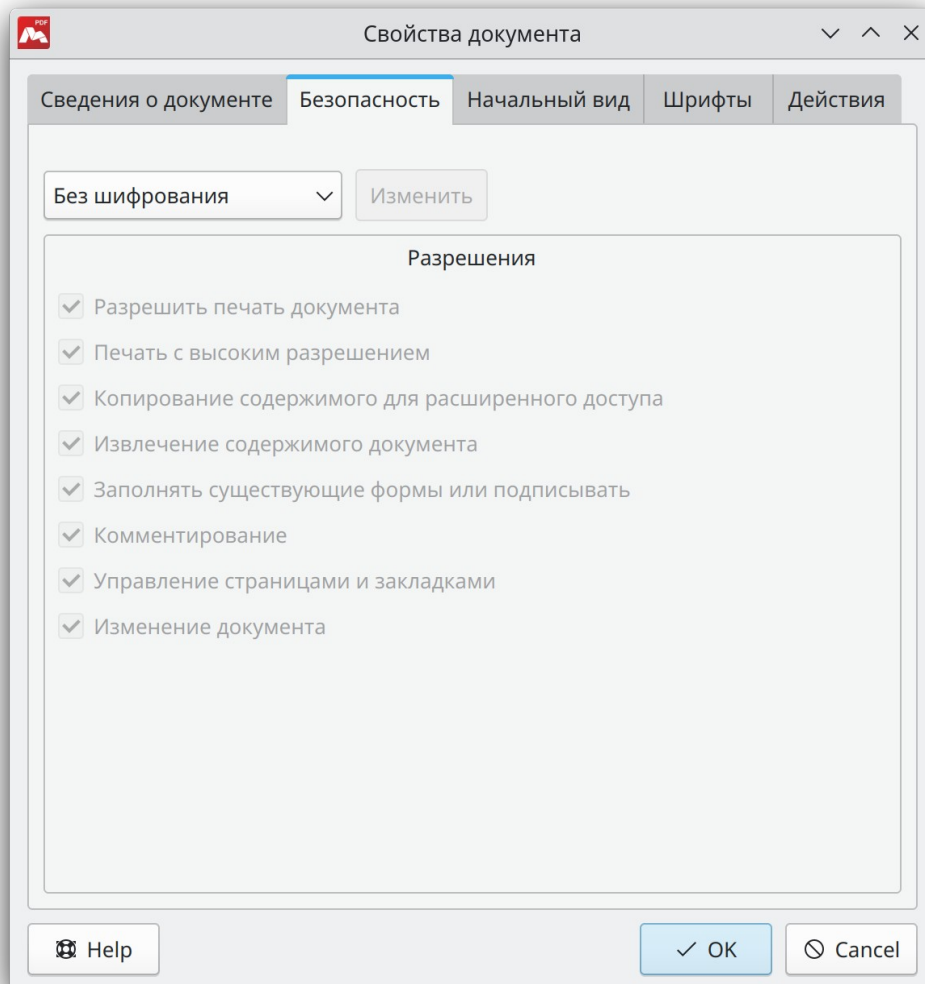 PDF
Свойства документа
Сведения о документе Безопасность Начальный вид Шрифты Действия
Без шифрования Изменить
Разрешения
Разрешить печать документа
Печать с высоким разрешением
Копирование содержимого для расширенного доступа
Извлечение содержимого документа
Заполнять существующие формы или подписывать
Комментирование
Управление страницами и закладками
Изменение документа
Help OK Cancel